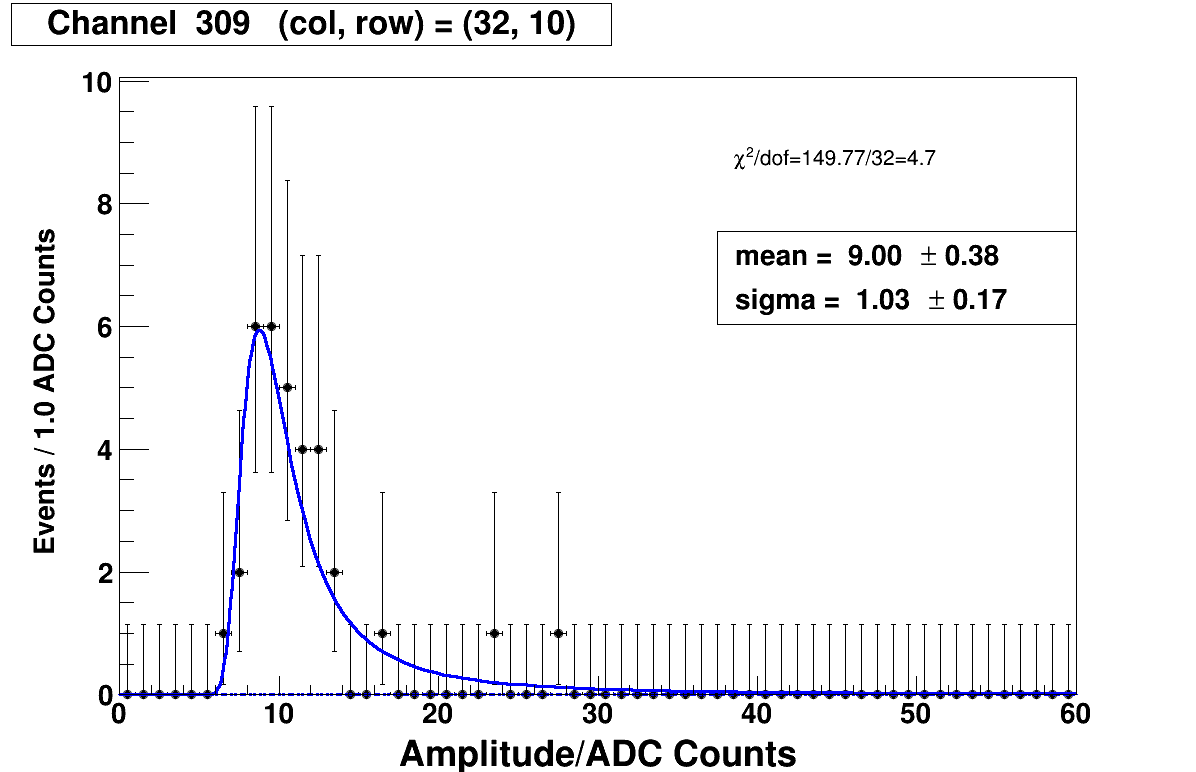 Channel 309 (col, row) = (32, 10)
10
8
6
4
2
0
Events / 1.0 ADC Counts
χ²/dof=149.77/32=4.7
mean = 9.00 ± 0.38
sigma = 1.03 ± 0.17
0 10 20 30 40 50 60
Amplitude/ADC Counts